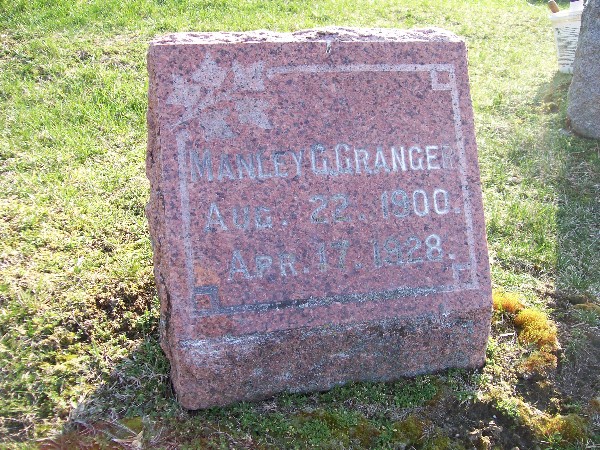 MANLEY G. GRANGER
AUG. 22. 1900.
APR. 17. 1928.